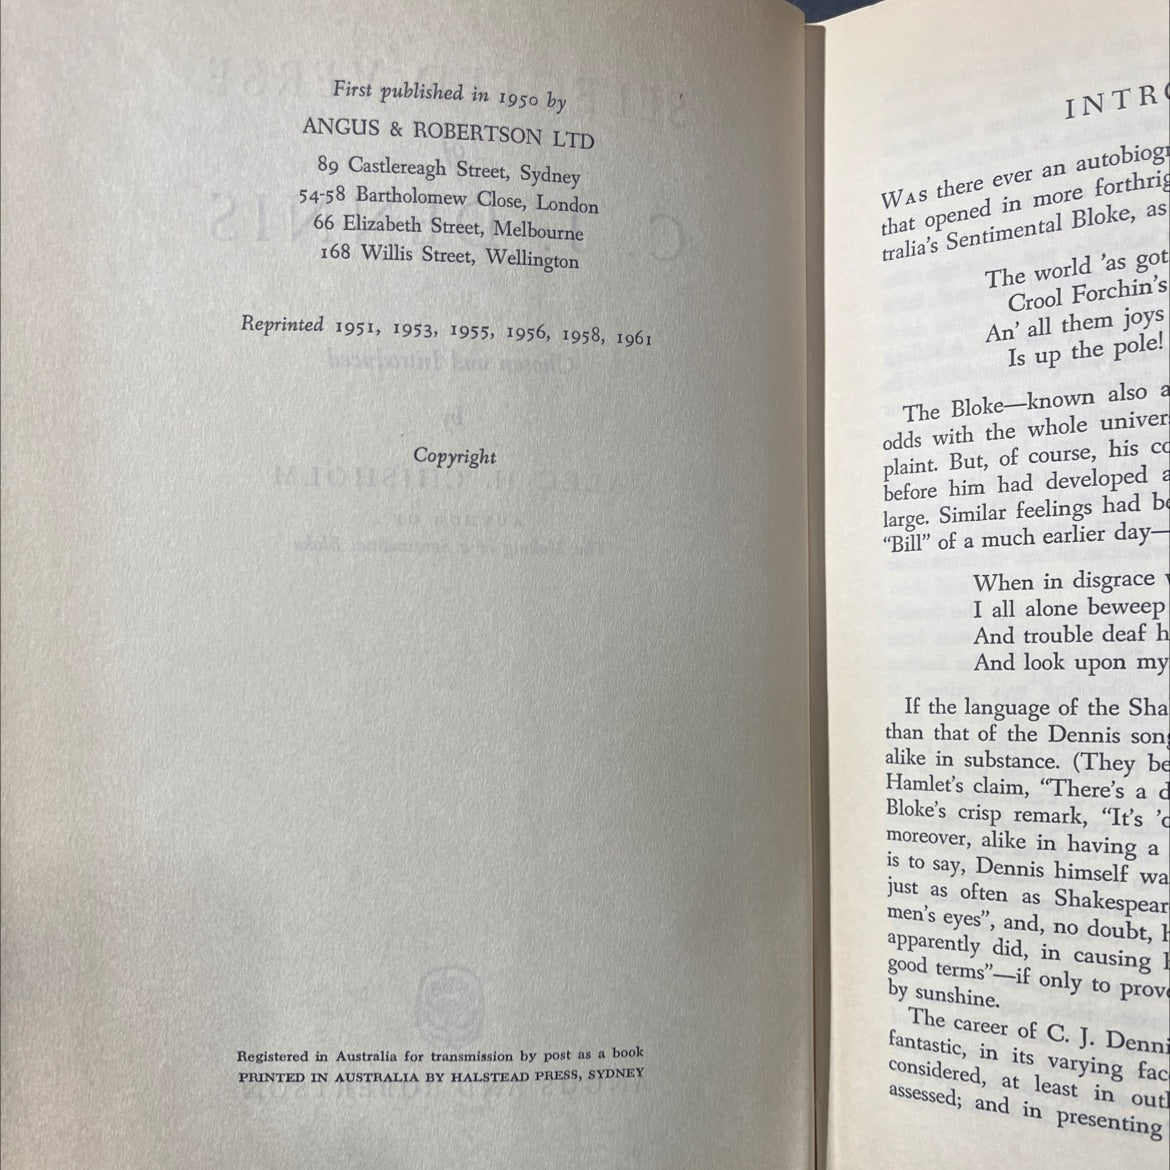 First published in 1950 by
ANGUS & ROBERTSON LTD
89 Castlereagh Street, Sydney
54-58 Bartholomew Close, London
66 Elizabeth Street, Melbourne
168 Willis Street, Wellington
Reprinted 1951, 1953, 1955, 1956, 1958, 1961
Copyright
Registered in Australia for transmission by post as a book
PRINTED IN AUSTRALIA BY HALSTEAD PRESS, SYDNEY
INTRO
WAS there ever an autobiogr
that opened in more forthrig
tralia's Sentimental Bloke, as
The world 'as got
Crool Forchin's
An' all them joys
Is up the pole!
The Bloke—known also a
odds with the whole univers
plaint. But, of course, his co
before him had developed a
large. Similar feelings had be
"Bill" of a much earlier day—
When in disgrace
I all alone beweep
And trouble deaf h
And look upon my
If the language of the Sha
than that of the Dennis song
alike in substance. (They be
Hamlet's claim, "There's a d
Bloke's crisp remark, "It's 'd
moreover, alike in having a
is to say, Dennis himself wa
just as often as Shakespear
men's eyes", and, no doubt, h
apparently did, in causing
good terms"—if only to prove
by sunshine.
The career of C. J. Denni
fantastic, in its varying fac
considered, at least in outl
assessed; and in presenting